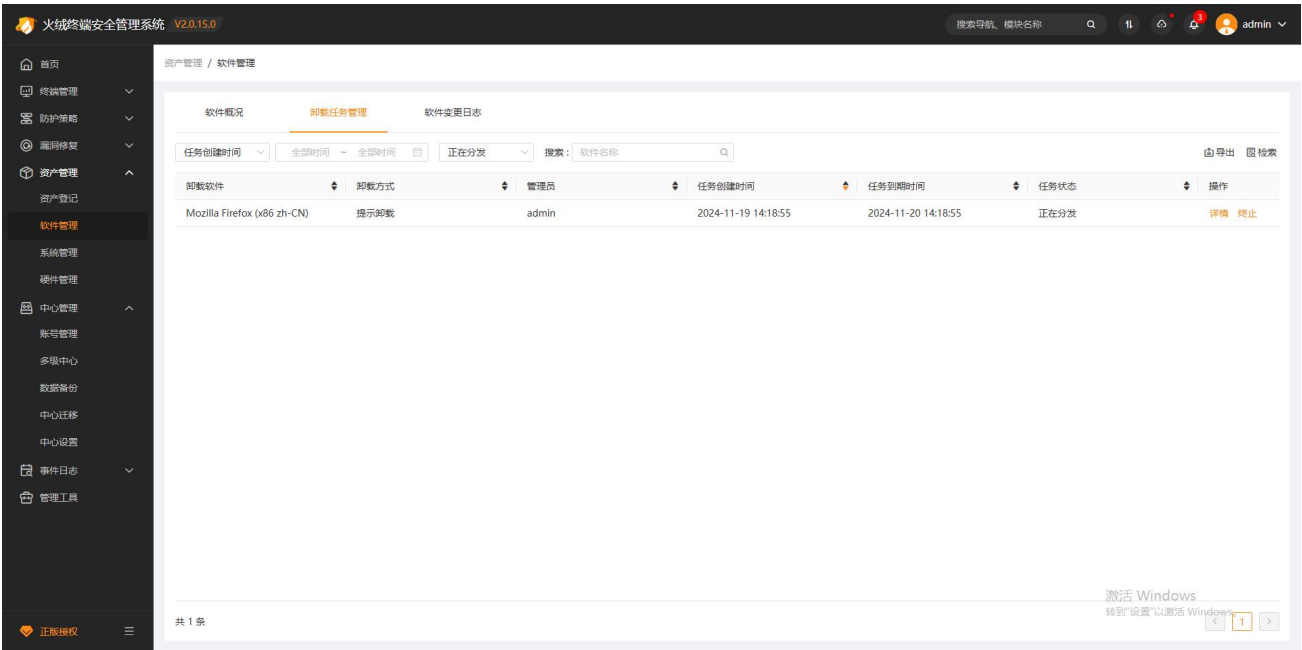 火绒终端安全管理系统 V2.0.15.0 搜索导航、模块名称 3 admin
首页
终端管理
防护策略
漏洞修复
资产管理
资产登记
软件管理
系统管理
硬件管理
中心管理
账号管理
多级中心
数据备份
中心迁移
中心设置
事件日志
管理工具
正版授权
资产管理 / 软件管理
软件概况 卸载任务管理 软件变更日志
任务创建时间 全部时间 ~ 全部时间 正在分发 搜索： 软件名称 导出 检索
卸载软件 卸载方式 管理员 任务创建时间 任务到期时间 任务状态 操作
Mozilla Firefox (x86 zh-CN) 提示卸载 admin 2024-11-19 14:18:55 2024-11-20 14:18:55 正在分发 详情 终止
激活 Windows
转到"设置"以激活 Windows。
共 1 条 < 1 >